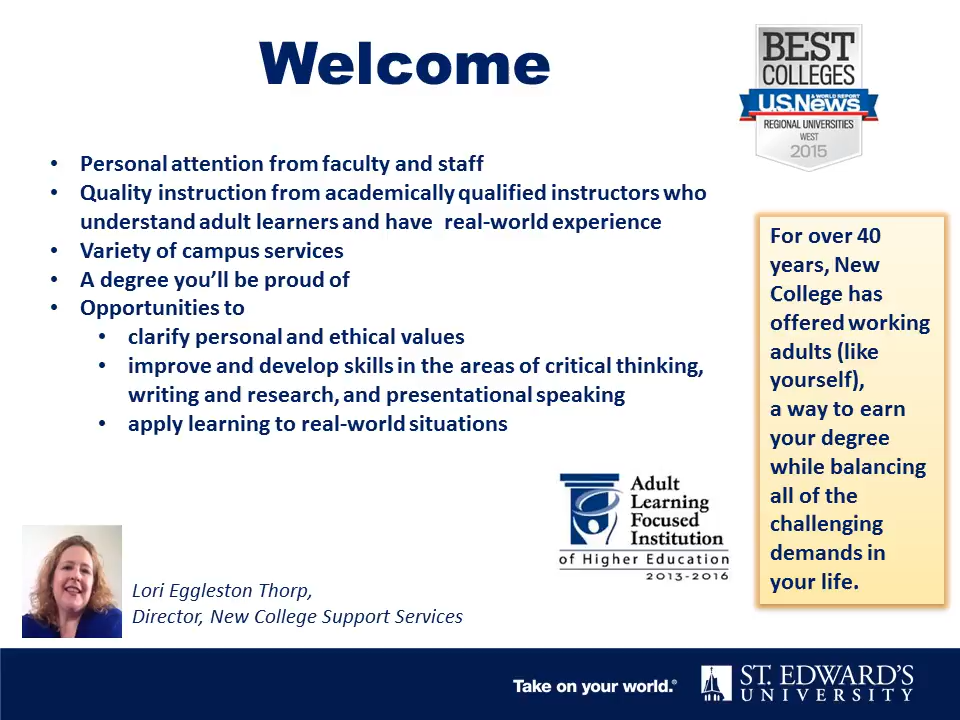 Welcome
BEST
COLLEGES
U.S.News
& WORLD REPORT
REGIONAL UNIVERSITIES
WEST
2015
• Personal attention from faculty and staff
• Quality instruction from academically qualified instructors who
understand adult learners and have real-world experience
• Variety of campus services
• A degree you’ll be proud of
• Opportunities to
• clarify personal and ethical values
• improve and develop skills in the areas of critical thinking,
writing and research, and presentational speaking
• apply learning to real-world situations
For over 40
years, New
College has
offered working
adults (like
yourself),
a way to earn
your degree
while balancing
all of the
challenging
demands in
your life.
Adult
Learning
Focused
Institution
of Higher Education
2013-2016
Lori Eggleston Thorp,
Director, New College Support Services
Take on your world.®
ST. EDWARD'S
UNIVERSITY